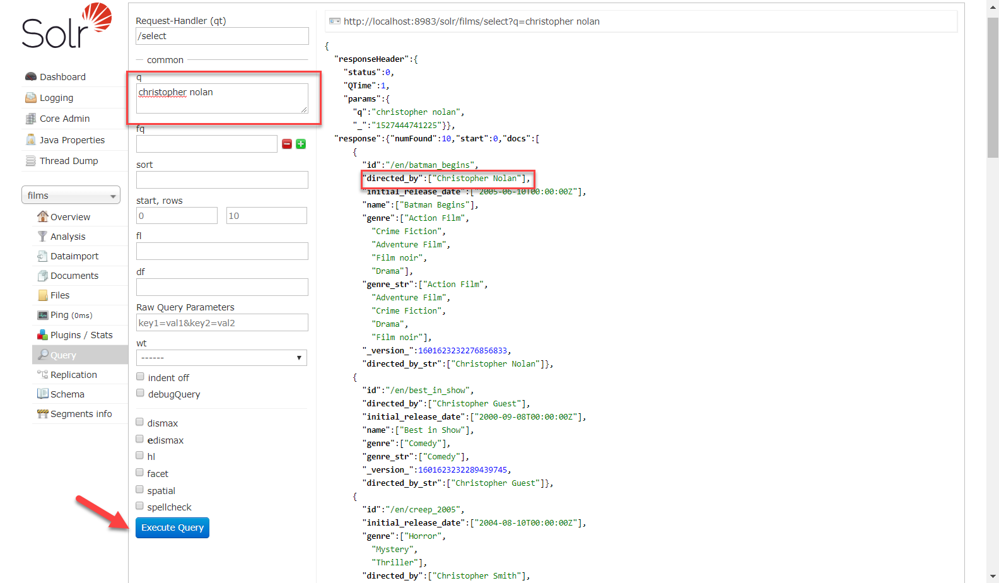 Solr
Dashboard
Logging
Core Admin
Java Properties
Thread Dump
films
Overview
Analysis
Dataimport
Documents
Files
Ping (0ms)
Plugins / Stats
Query
Replication
Schema
Segments info
Request-Handler (qt)
/select
common
q
christopher nolan
fq
sort
start, rows
0
10
fl
df
Raw Query Parameters
key1=val1&key2=val2
wt
------
indent off
debugQuery
dismax
edismax
hl
facet
spatial
spellcheck
Execute Query
http://localhost:8983/solr/films/select?q=christopher nolan
{
"responseHeader":{
"status":0,
"QTime":1,
"params":{
"q":"christopher nolan",
"_":"1527444741225"}},
"response":{"numFound":10,"start":0,"docs":[
{
"id":"/en/batman_begins",
"directed_by":["Christopher Nolan"],
"initial_release_date":["2005-06-10T00:00:00Z"],
"name":["Batman Begins"],
"genre":["Action Film",
"Crime Fiction",
"Adventure Film",
"Film noir",
"Drama"],
"genre_str":["Action Film",
"Adventure Film",
"Crime Fiction",
"Drama",
"Film noir"],
"_version_":1601623232276856833,
"directed_by_str":["Christopher Nolan"]},
{
"id":"/en/best_in_show",
"directed_by":["Christopher Guest"],
"initial_release_date":["2000-09-08T00:00:00Z"],
"name":["Best in Show"],
"genre":["Comedy"],
"genre_str":["Comedy"],
"_version_":1601623232289439745,
"directed_by_str":["Christopher Guest"]},
{
"id":"/en/creep_2005",
"initial_release_date":["2004-08-10T00:00:00Z"],
"genre":["Horror",
"Mystery",
"Thriller"],
"directed_by":["Christopher Smith"],